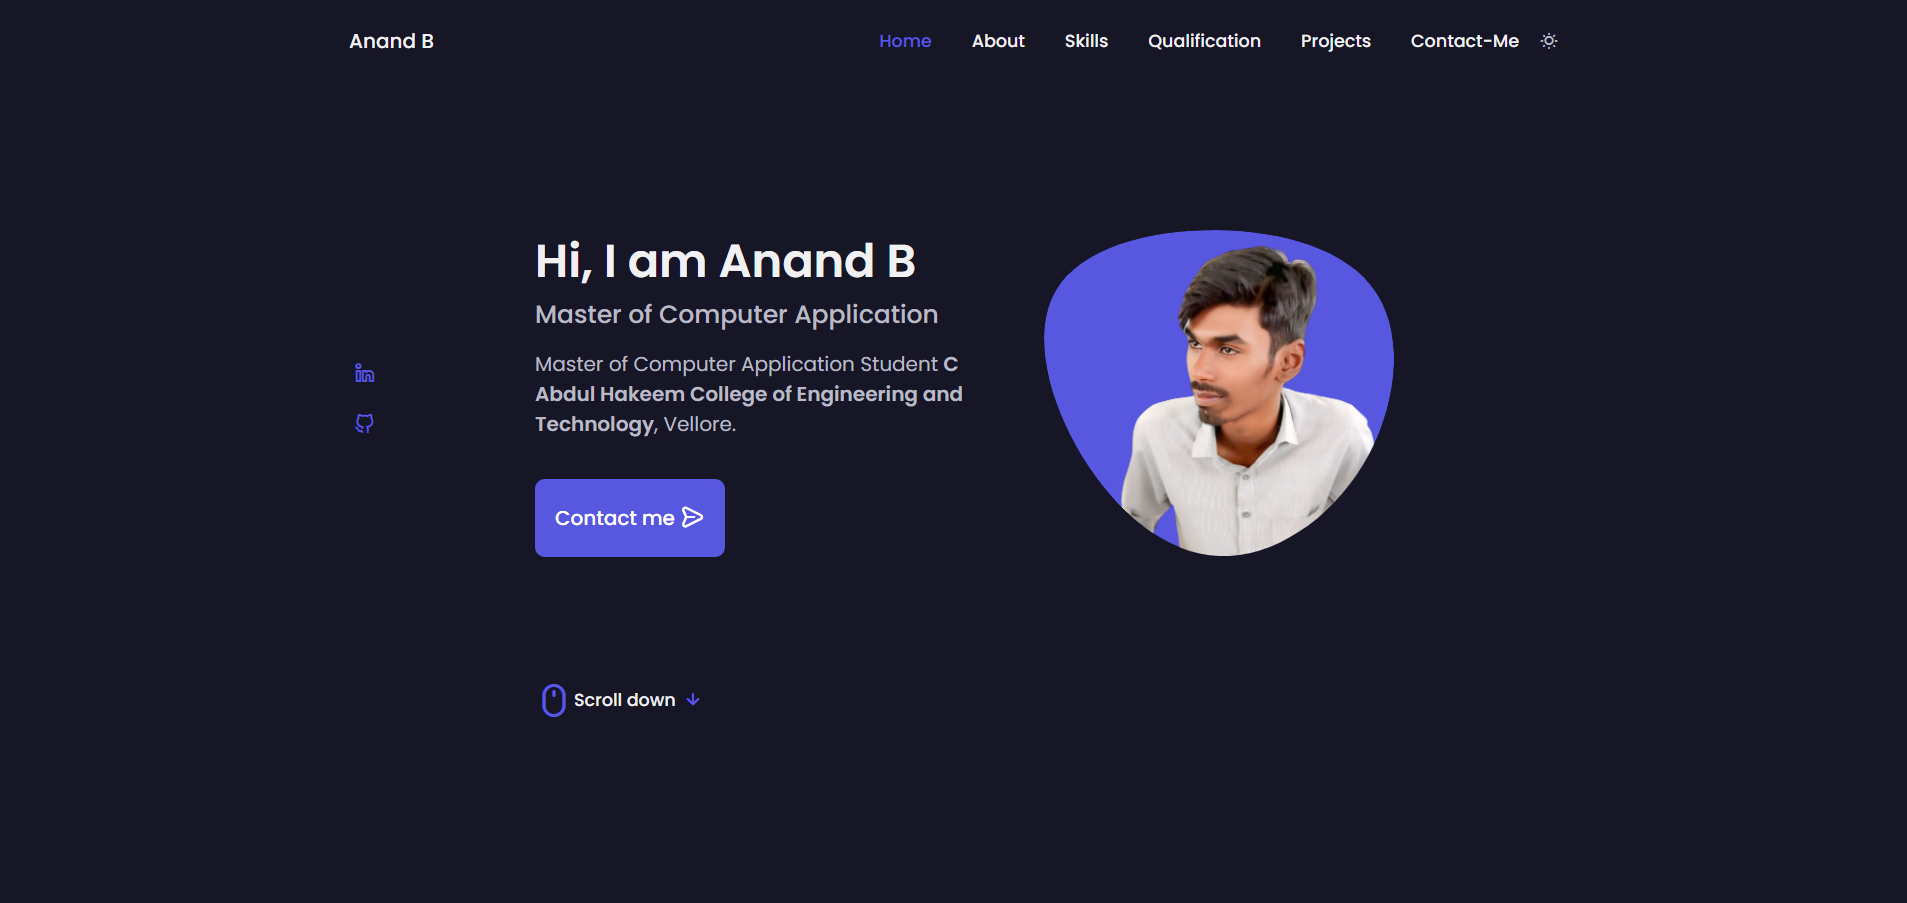 Anand B
Home About Skills Qualification Projects Contact-Me
Hi, I am Anand B
Master of Computer Application
Master of Computer Application Student C
Abdul Hakeem College of Engineering and
Technology, Vellore.
Contact me
Scroll down